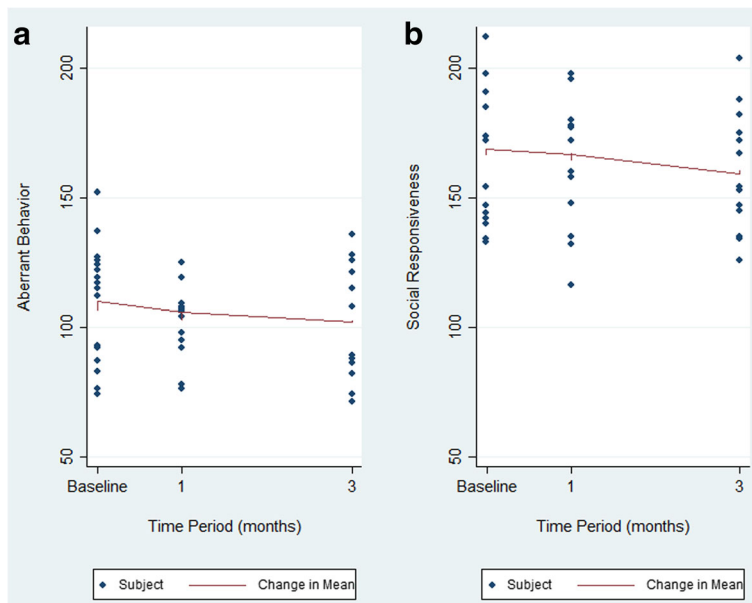 a
200
150
100
50
Aberrant Behavior
Baseline 1 3
Time Period (months)
Subject Change in Mean
b
200
150
100
50
Social Responsiveness
Baseline 1 3
Time Period (months)
Subject Change in Mean